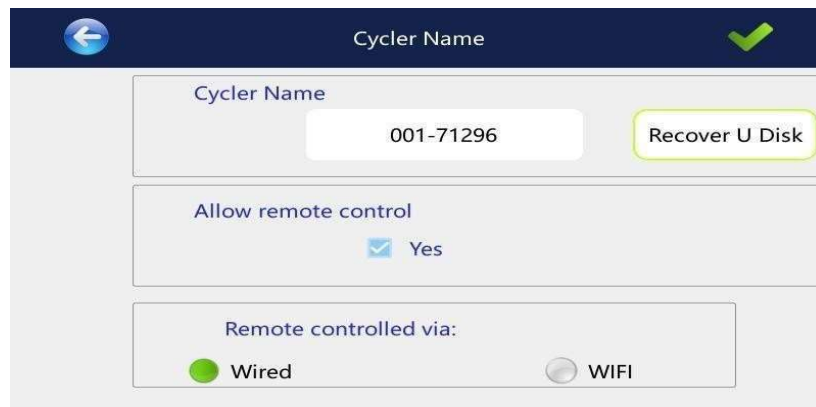 Cycler Name
Cycler Name
001-71296 Recover U Disk
Allow remote control
Yes
Remote controlled via:
Wired WIFI